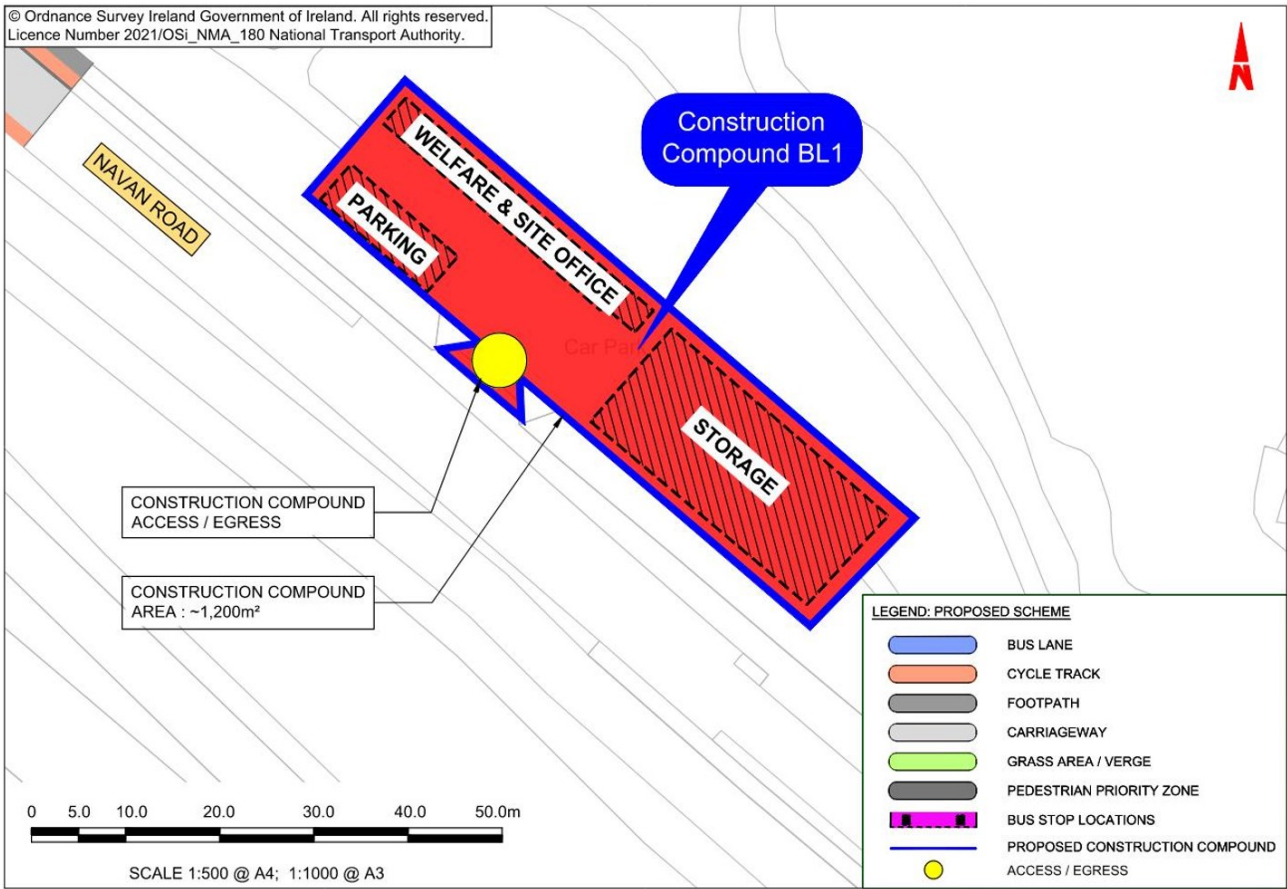 © Ordnance Survey Ireland Government of Ireland. All rights reserved.
Licence Number 2021/OSi_NMA_180 National Transport Authority.
N
NAVAN ROAD
Construction
Compound BL1
WELFARE & SITE OFFICE
PARKING
Car Park
STORAGE
CONSTRUCTION COMPOUND
ACCESS / EGRESS
CONSTRUCTION COMPOUND
AREA : ~1,200m²
0 5.0 10.0 20.0 30.0 40.0 50.0m
SCALE 1:500 @ A4; 1:1000 @ A3
LEGEND: PROPOSED SCHEME
BUS LANE
CYCLE TRACK
FOOTPATH
CARRIAGEWAY
GRASS AREA / VERGE
PEDESTRIAN PRIORITY ZONE
BUS STOP LOCATIONS
PROPOSED CONSTRUCTION COMPOUND
ACCESS / EGRESS